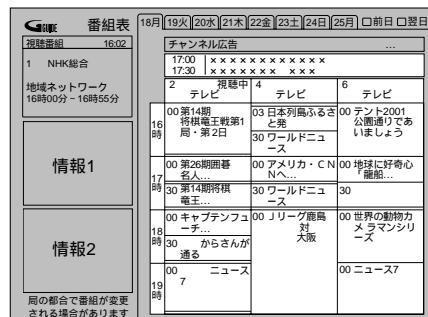 GGUIDE 番組表 18月 19火 20水 21木 22金 23土 24日 25月 □前日 □翌日
視聴番組 16:02
1 NHK総合
地域ネットワーク
16時00分－16時55分
情報1
情報2
局の都合で番組が変更
される場合があります
チャンネル広告 …
17:00 ××××××××××××
17:30 ××××××× ×××
2 視聴中
テレビ
4
テレビ
6
テレビ
16時
00 第14期
将棋竜王戦第1
局・第2日
03 日本列島ふるさ
と発
30 ワールドニュ
ース
00 テント2001
公園通りであ
いましょう
17時
00 第26期囲碁
名人…
30 第14期将棋
竜王…
00 アメリカ・CN
Nへ…
30 ワールドニュ
ース
00 地球に好奇心
「龍船…
30
18時
00 キャプテンフュ
ーチ…
30 からさんが
通る
00 Jリーグ鹿島
対
大阪
00 世界の動物カ
メラマンシリ
ーズ
19時
00 ニュース
7
00 ニュース7